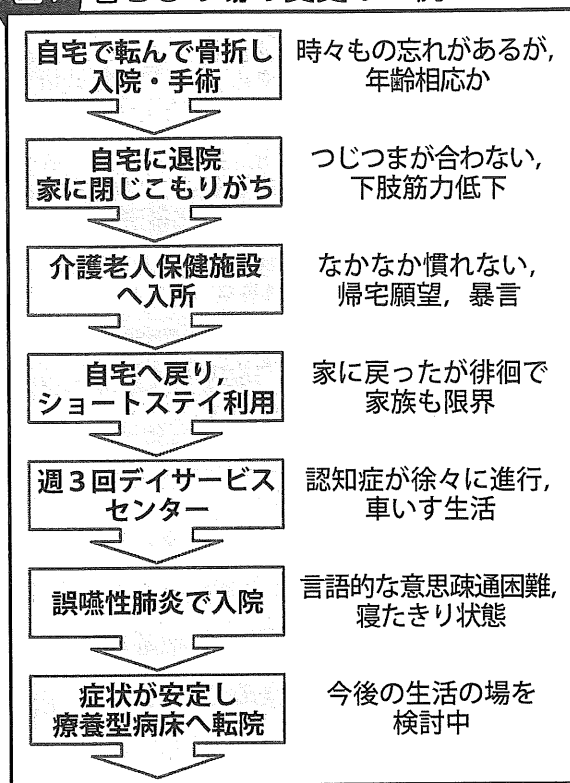 自宅で転んで骨折し
入院・手術
時々もの忘れがあるが，
年齢相応か
自宅に退院
家に閉じこもりがち
つじつまが合わない，
下肢筋力低下
介護老人保健施設
へ入所
なかなか慣れない，
帰宅願望，暴言
自宅へ戻り，
ショートステイ利用
家に戻ったが徘徊で
家族も限界
週３回デイサービス
センター
認知症が徐々に進行，
車いす生活
誤嚥性肺炎で入院
言語的な意思疎通困難，
寝たきり状態
症状が安定し
療養型病床へ転院
今後の生活の場を
検討中